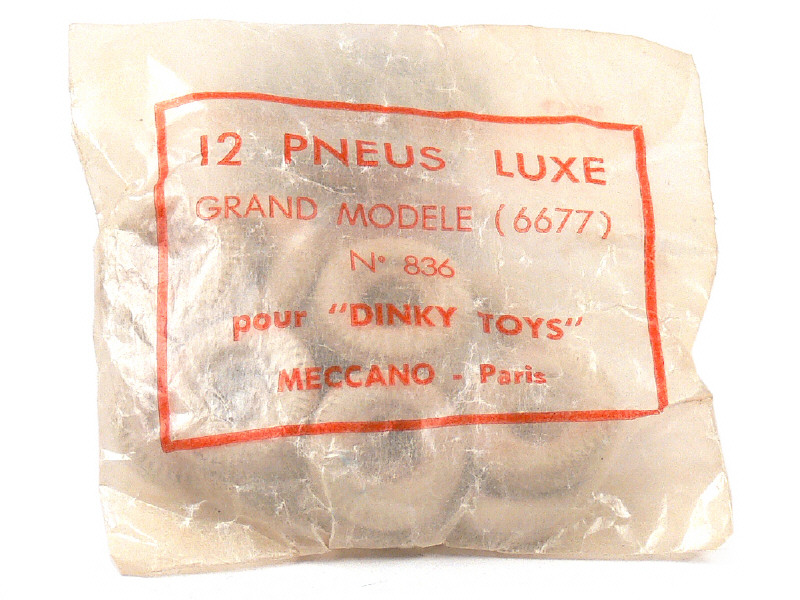 12 PNEUS LUXE
GRAND MODELE (6677)
N° 836
pour "DINKY TOYS"
MECCANO - Paris